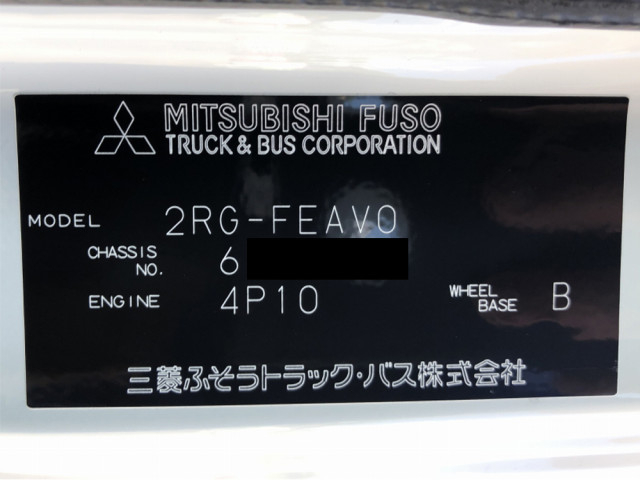 MITSUBISHI FUSO
TRUCK & BUS CORPORATION
MODEL 2RG-FEAV0
CHASSIS NO. 6
ENGINE 4P10 WHEEL BASE B
三菱ふそうトラック・バス株式会社